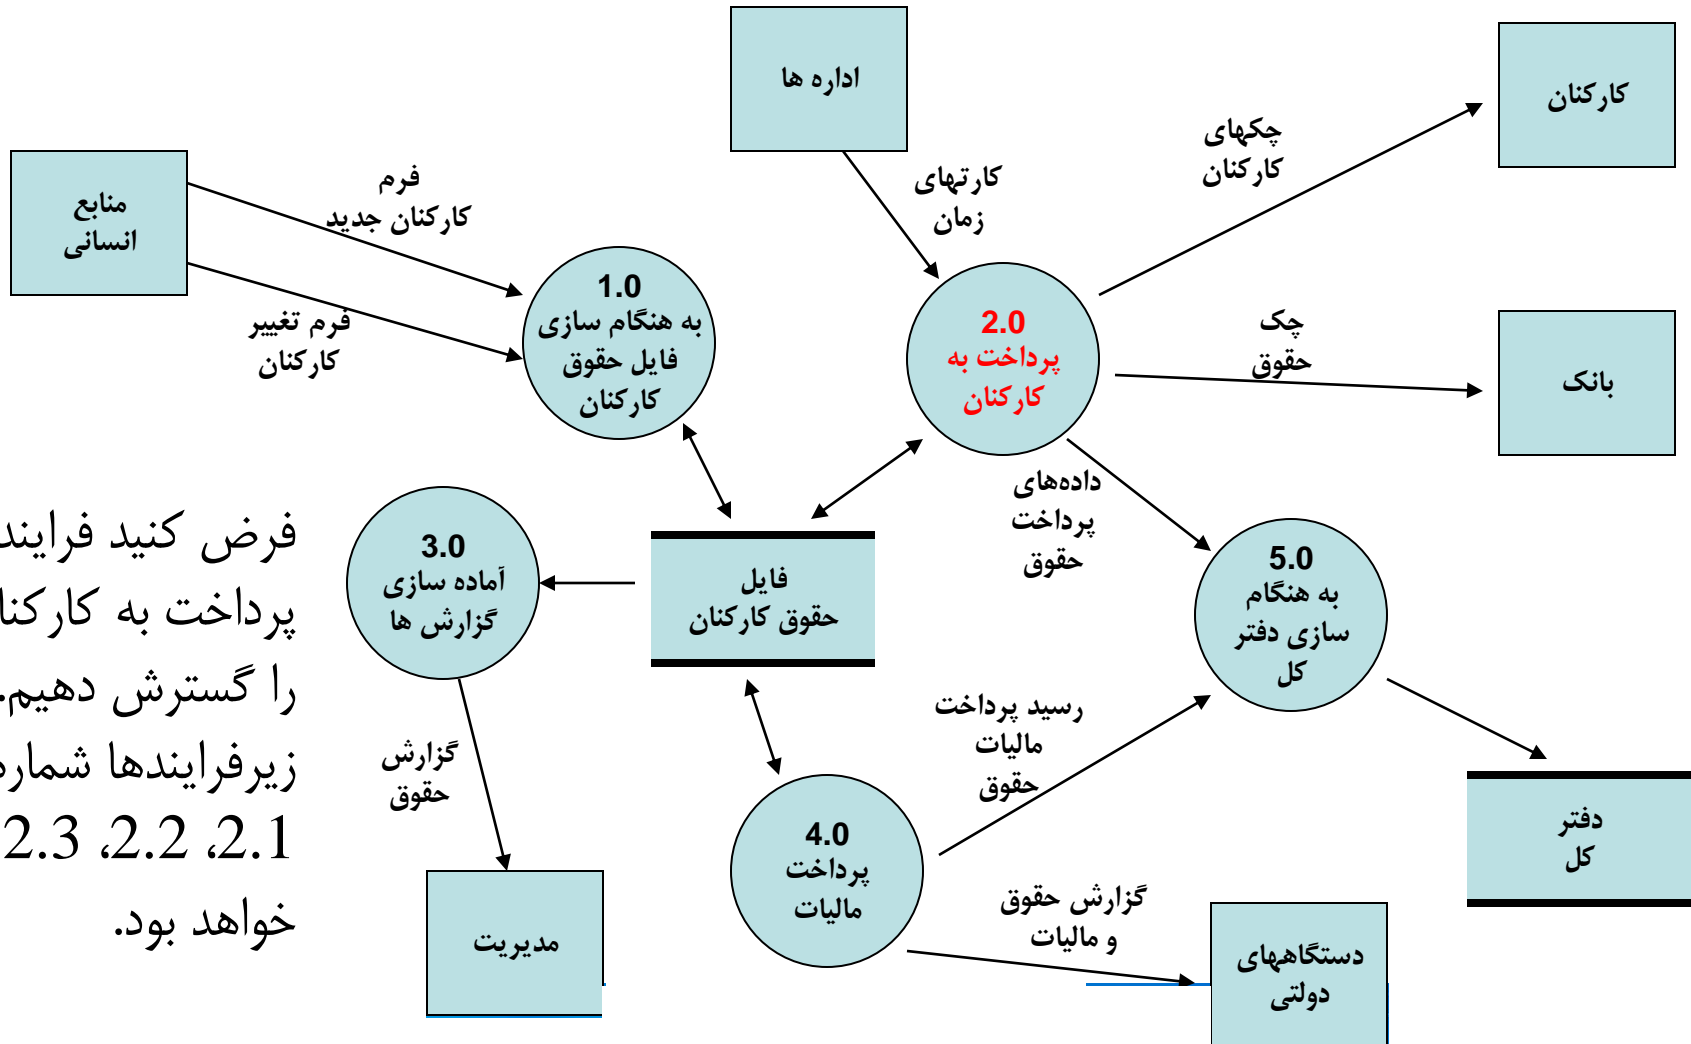 اداره ها
کارکنان
چکهای
کارکنان
کارتهای
زمان
فرم
کارکنان جدید
منابع
انسانی
1.0
به هنگام سازی
فایل حقوق
کارکنان
2.0
پرداخت به
کارکنان
چک
حقوق
بانک
فرم تغییر
کارکنان
داده‌های
پرداخت
حقوق
فرض کنید فرایند
پرداخت به
را گسترش دهیم.
زیرفرایندها
2.1، 2.2، 2.3
خواهد بود.
3.0
آماده سازی
گزارش ها
فایل
حقوق کارکنان
5.0
به هنگام
سازی دفتر
کل
رسید پرداخت
مالیات
حقوق
گزارش
حقوق
4.0
پرداخت
مالیات
دفتر
کل
گزارش حقوق
و مالیات
مدیریت
دستگاههای
دولتی